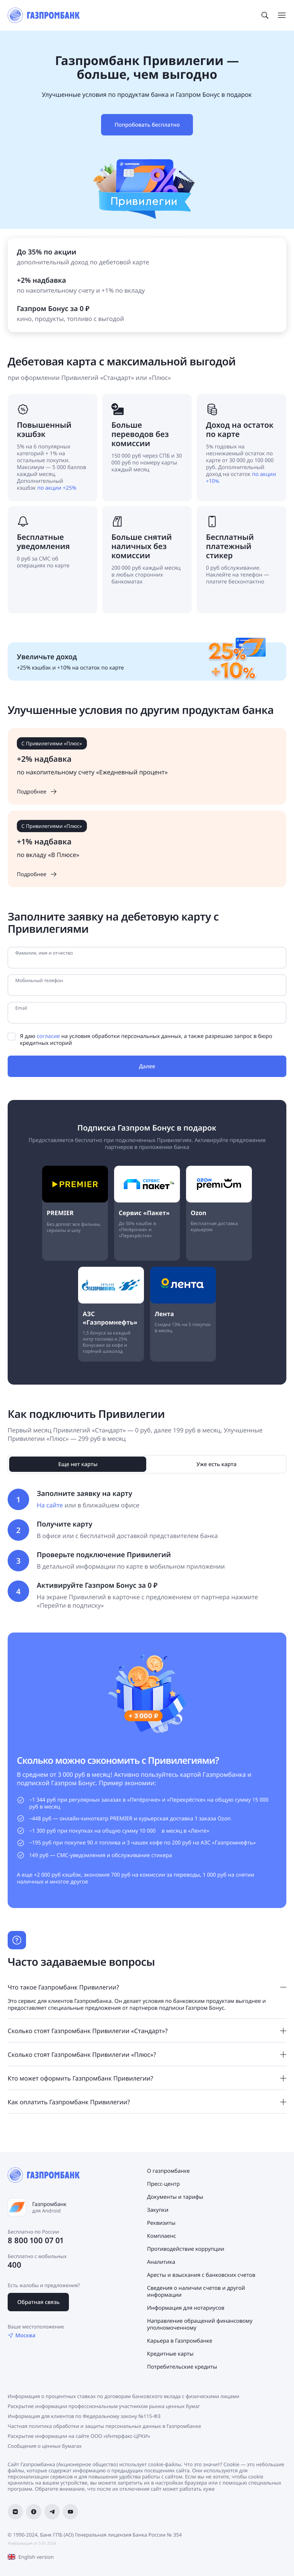 ГАЗПРОМБАНК
Газпромбанк Привилегии —
больше, чем выгодно
Улучшенные условия по продуктам банка и Газпром Бонус в подарок
Попробовать бесплатно
Привилегии
До 35% по акции
дополнительный доход по дебетовой карте
+2% надбавка
по накопительному счету и +1% по вкладу
Газпром Бонус за 0 ₽
кино, продукты, топливо с выгодой
Дебетовая карта с максимальной выгодой
при оформлении Привилегий «Стандарт» или «Плюс»
Повышенный
кэшбэк
5% на 6 популярных
категорий + 1% на
остальные покупки.
Максимум — 5 000 баллов
каждый месяц.
Дополнительный
кэшбэк по акции +25%
Больше
переводов без
комиссии
150 000 руб через СПБ и 30
000 руб по номеру карты
каждый месяц
Доход на остаток
по карте
5% годовых на
неснижаемый остаток по
карте от 30 000 до 100 000
руб. Дополнительный
доход на остаток по акции
+10%
Бесплатные
уведомления
0 руб за СМС об
операциях по карте
Больше снятий
наличных без
комиссии
200 000 руб каждый месяц
в любых сторонних
банкоматах
Бесплатный
платежный
стикер
0 руб обслуживание.
Наклейте на телефон —
платите бесконтактно
Увеличьте доход
+25% кэшбэк и +10% на остаток по карте
25%
+10%
Улучшенные условия по другим продуктам банка
С Привилегиями «Плюс»
+2% надбавка
по накопительному счету «Ежедневный процент»
Подробнее
С Привилегиями «Плюс»
+1% надбавка
по вкладу «В Плюсе»
Подробнее
Заполните заявку на дебетовую карту с
Привилегиями
Фамилия, имя и отчество
Мобильный телефон
Email
Я даю согласие на условия обработки персональных данных, а также разрешаю запрос в бюро
кредитных историй
Далее
Подписка Газпром Бонус в подарок
Предоставляется бесплатно при подключенных Привилегиях. Активируйте предложения
партнеров в приложении банка
PREMIER
PREMIER
Без доплат: все фильмы,
сериалы и шоу
СЕРВИС
пакет
Сервис «Пакет»
До 50% кэшбэк в
«Пятёрочке» и
«Перекрёстке»
OZON
premium
Ozon
Бесплатная доставка
курьером
СЕТЬ АЗС
ГАЗПРОМНЕФТЬ
АЗС
«Газпромнефть»
1,5 бонуса за каждый
литр топлива и 25%
бонусами за кофе и
горячий шоколад
лента
Лента
Скидка 13% на 5 покупок
в месяц
Как подключить Привилегии
Первый месяц Привилегий «Стандарт» — 0 руб, далее 199 руб в месяц. Улучшенные
Привилегии «Плюс» — 299 руб в месяц
Еще нет карты
Уже есть карта
1
Заполните заявку на карту
На сайте или в ближайшем офисе
2
Получите карту
В офисе или с бесплатной доставкой представителем банка
3
Проверьте подключение Привилегий
В детальной информации по карте в мобильном приложении
4
Активируйте Газпром Бонус за 0 ₽
На экране Привилегий в карточке с предложением от партнера нажмите
«Перейти в подписку»
+ 3 000 ₽
Сколько можно сэкономить с Привилегиями?
В среднем от 3 000 руб в месяц! Активно пользуйтесь картой Газпромбанка и
подпиской Газпром Бонус. Пример экономии:
~1 344 руб при регулярных заказах в «Пятёрочке» и «Перекрёстке» на общую сумму 15 000
руб в месяц
~448 руб — онлайн-кинотеатр PREMIER и курьерская доставка 1 заказа Ozon
~1 300 руб при покупках на общую сумму 10 000 в месяц в «Ленте»
~195 руб при покупке 90 л топлива и 3 чашек кофе по 200 руб на АЗС «Газпромнефть»
149 руб — СМС-уведомления и обслуживание стикера
А еще +2 000 руб кэшбэк, экономия 700 руб на комиссии за переводы, 1 000 руб на снятии
наличных и многое другое
Часто задаваемые вопросы
Что такое Газпромбанк Привилегии?
Это сервис для клиентов Газпромбанка. Он делает условия по банковским продуктам выгоднее и
предоставляет специальные предложения от партнеров подписки Газпром Бонус.
Сколько стоят Газпромбанк Привилегии «Стандарт»?
Сколько стоят Газпромбанк Привилегии «Плюс»?
Кто может оформить Газпромбанк Привилегии?
Как оплатить Газпромбанк Привилегии?
ГАЗПРОМБАНК
Газпромбанк
для Android
Бесплатно по России
8 800 100 07 01
Бесплатно с мобильных
400
Есть жалобы и предложения?
Обратная связь
Ваше местоположение
Москва
О газпромбанке
Пресс-центр
Документы и тарифы
Закупки
Реквизиты
Комплаенс
Противодействие коррупции
Аналитика
Аресты и взыскания с банковских счетов
Сведения о наличии счетов и другой
информации
Информация для нотариусов
Направление обращений финансовому
уполномоченному
Карьера в Газпромбанке
Кредитные карты
Потребительские кредиты
Информация о процентных ставках по договорам банковского вклада с физическими лицами
Раскрытие информации профессиональным участником рынка ценных бумаг
Информация для клиентов по Федеральному закону №115-ФЗ
Частная политика обработки и защиты персональных данных в Газпромбанке
Раскрытие информации на сайте ООО «Интерфакс-ЦРКИ»
Сообщения о ценных бумагах
Сайт Газпромбанка (Акционерное общество) использует cookie-файлы. Что это значит? Cookie — это небольшие
файлы, которые содержат информацию о предыдущих посещениях сайта. Они используются для
персонализации сервисов и для повышения удобства работы с сайтом. Если вы не хотите, чтобы cookie
хранились на вашем устройстве, вы можете запретить их в настройках браузера или с помощью специальных
программ. Обратите внимание, что после их отключения сайт может работать хуже
© 1990-2024, Банк ГПБ (АО) Генеральная лицензия Банка России № 354
English version